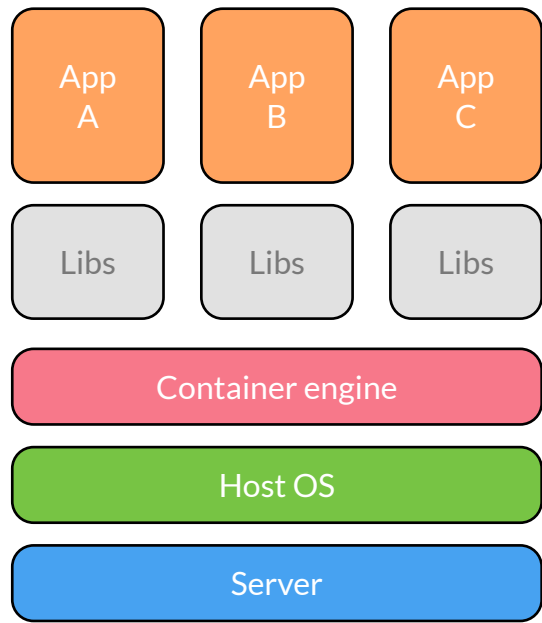 App
A
App
B
App
C
Libs
Libs
Libs
Container engine
Host OS
Server